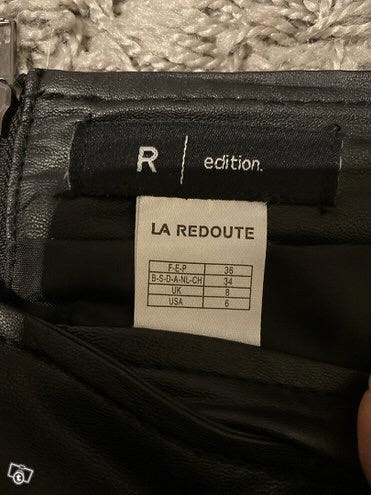 R | edition.
LA REDOUTE
F-E-P 36
B-S-D-A-NL-CH 34
UK 8
USA 6
t